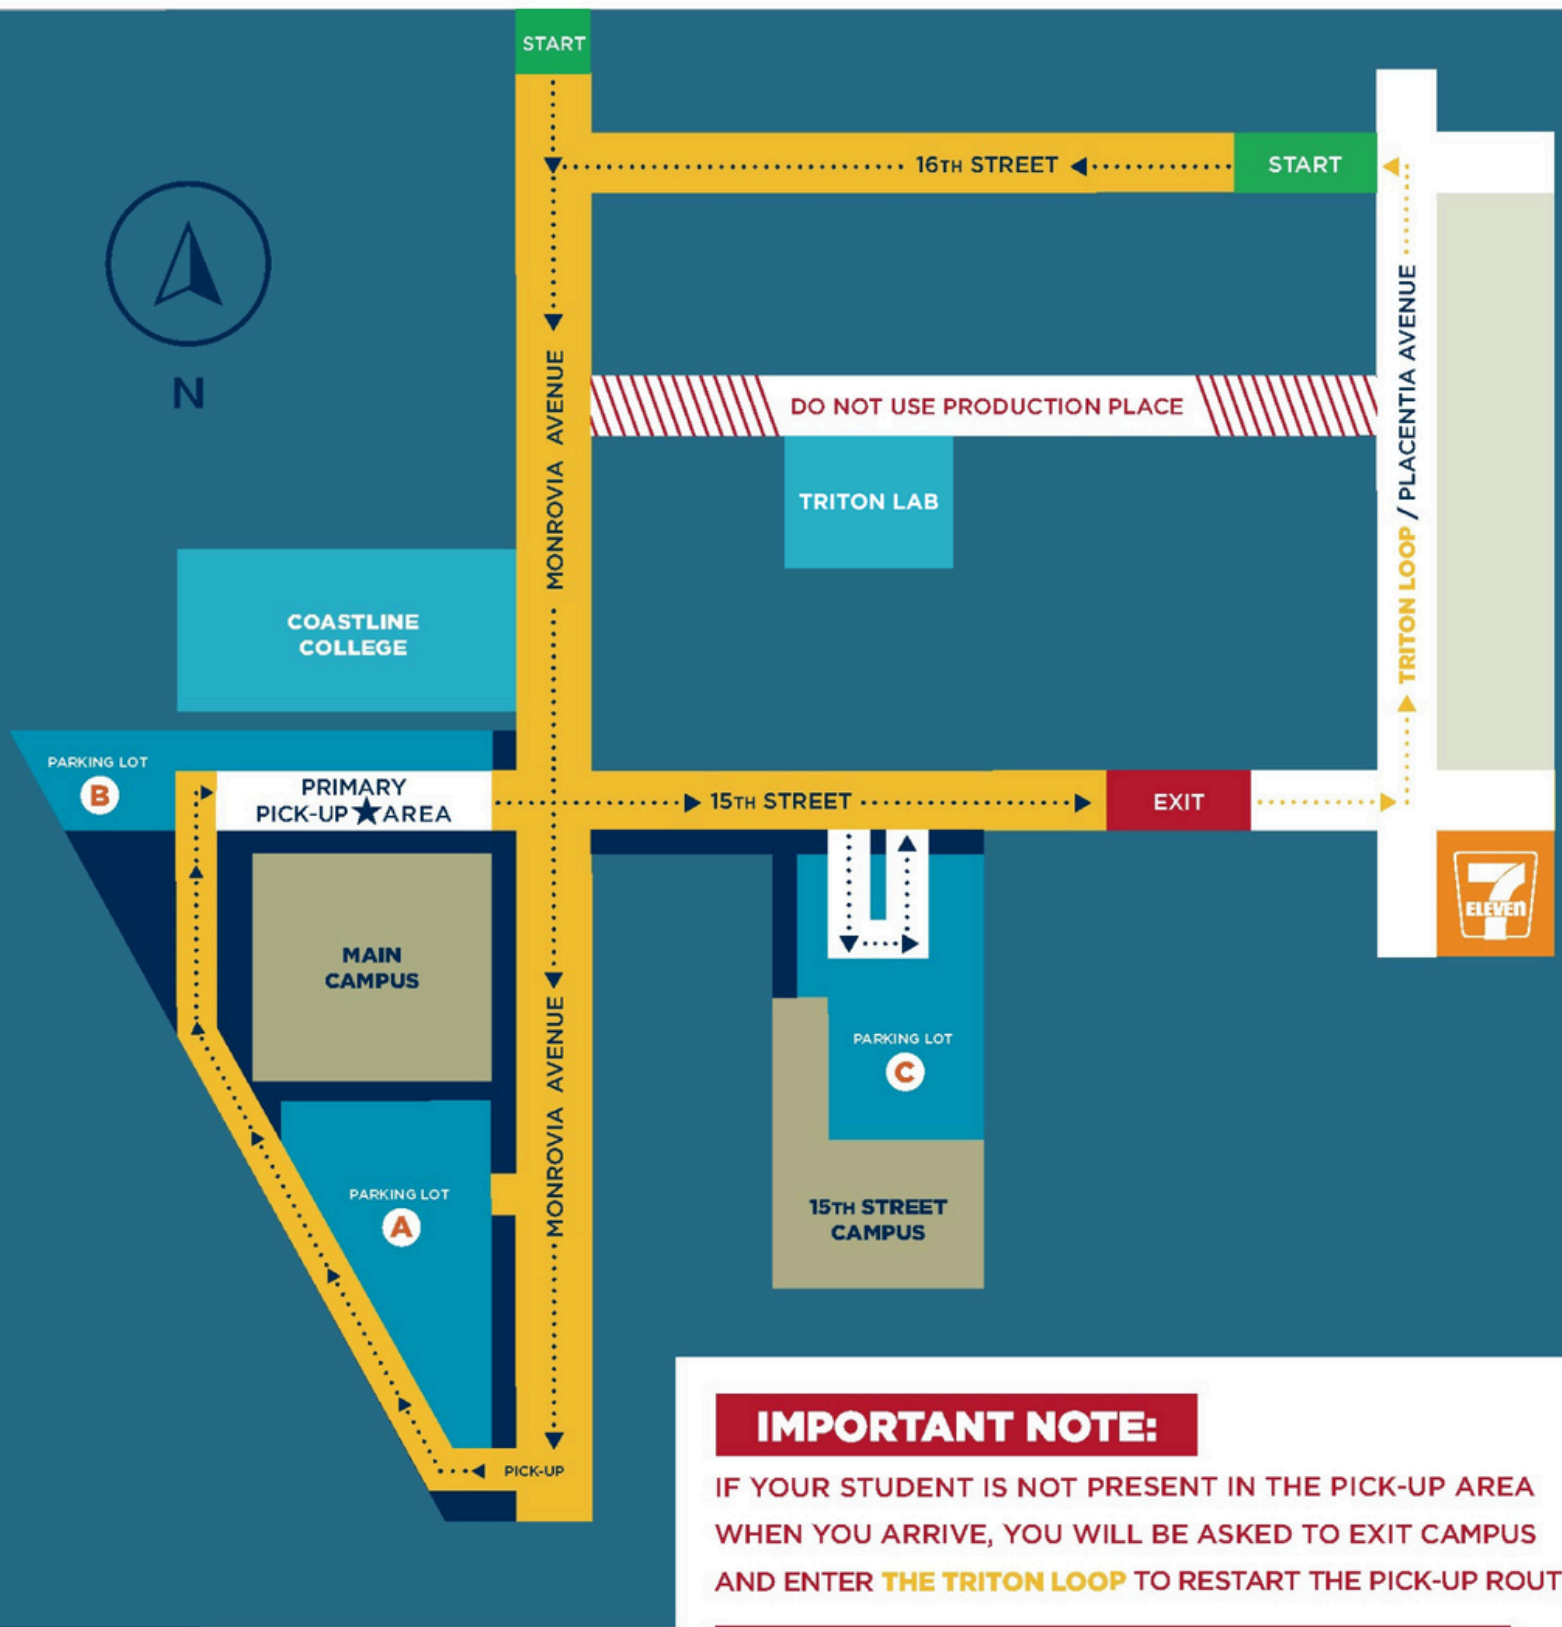 START
16TH STREET
START
N
MONROVIA AVENUE
TRITON LOOP / PLACENTIA AVENUE
DO NOT USE PRODUCTION PLACE
TRITON LAB
COASTLINE
COLLEGE
PARKING LOT
B
PRIMARY
PICK-UP ★ AREA
15TH STREET
EXIT
7
ELEVEn
MAIN
CAMPUS
MONROVIA AVENUE
PARKING LOT
C
PARKING LOT
A
15TH STREET
CAMPUS
PICK-UP
IMPORTANT NOTE:
IF YOUR STUDENT IS NOT PRESENT IN THE PICK-UP AREA
WHEN YOU ARRIVE, YOU WILL BE ASKED TO EXIT CAMPUS
AND ENTER THE TRITON LOOP TO RESTART THE PICK-UP ROUT